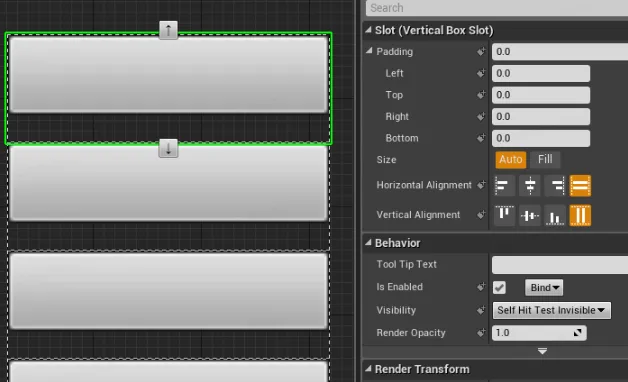 Search
Slot (Vertical Box Slot)
Padding 0.0
Left 0.0
Top 0.0
Right 0.0
Bottom 0.0
Size Auto Fill
Horizontal Alignment
Vertical Alignment
Behavior
Tool Tip Text
Is Enabled Bind
Visibility Self Hit Test Invisible
Render Opacity 1.0
Render Transform